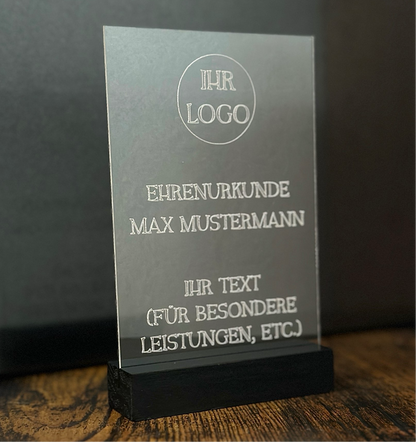 IHR
LOGO
EHRENURKUNDE
MAX MUSTERMANN
IHR TEXT
(FÜR BESONDERE
LEISTUNGEN, ETC.)